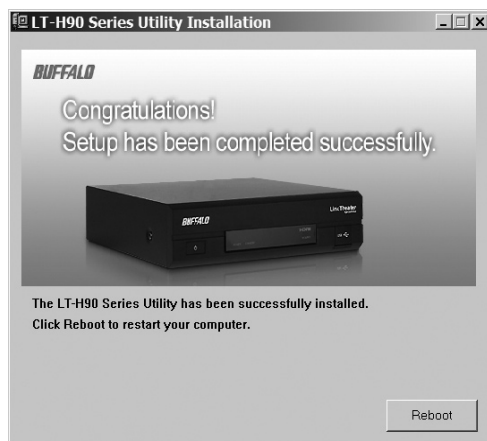 LT-H90 Series Utility Installation
BUFFALO
Congratulations!
Setup has been completed successfully.
BUFFALO
LinkTheater
The LT-H90 Series Utility has been successfully installed.
Click Reboot to restart your computer.
Reboot